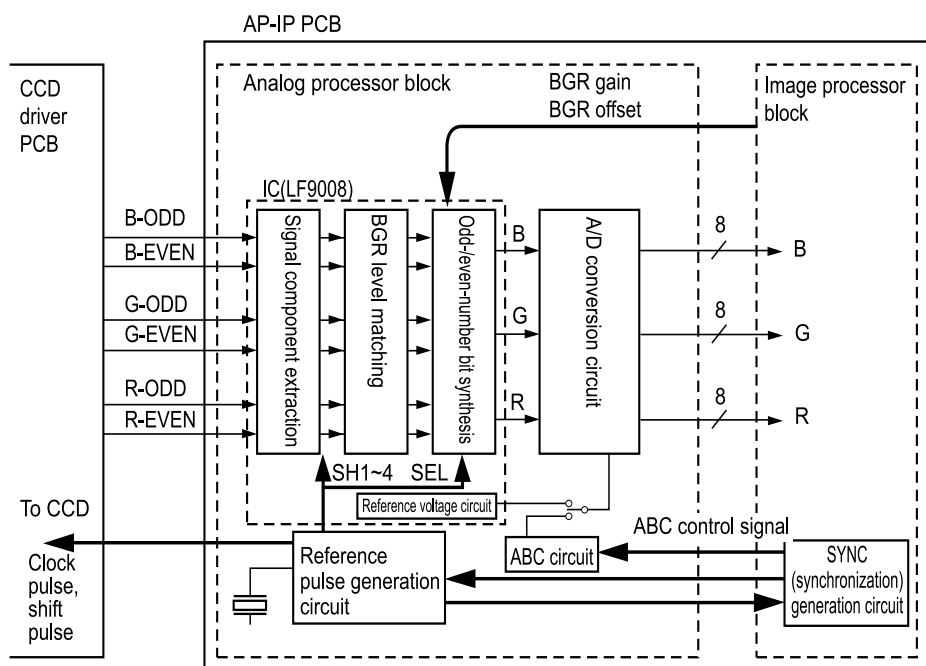 AP-IP PCB
CCD
driver
PCB
Analog processor block
BGR gain
BGR offset
Image processor
block
IC(LF9008)
B-ODD
B-EVEN
G-ODD
G-EVEN
R-ODD
R-EVEN
Signal component extraction
BGR level matching
Odd-/even-number bit synthesis
B
G
R
A/D conversion circuit
8
B
8
G
8
R
SH1~4
SEL
Reference voltage circuit
To CCD
Clock
pulse,
shift
pulse
Reference
pulse generation
circuit
ABC circuit
ABC control signal
SYNC
(synchronization)
generation circuit